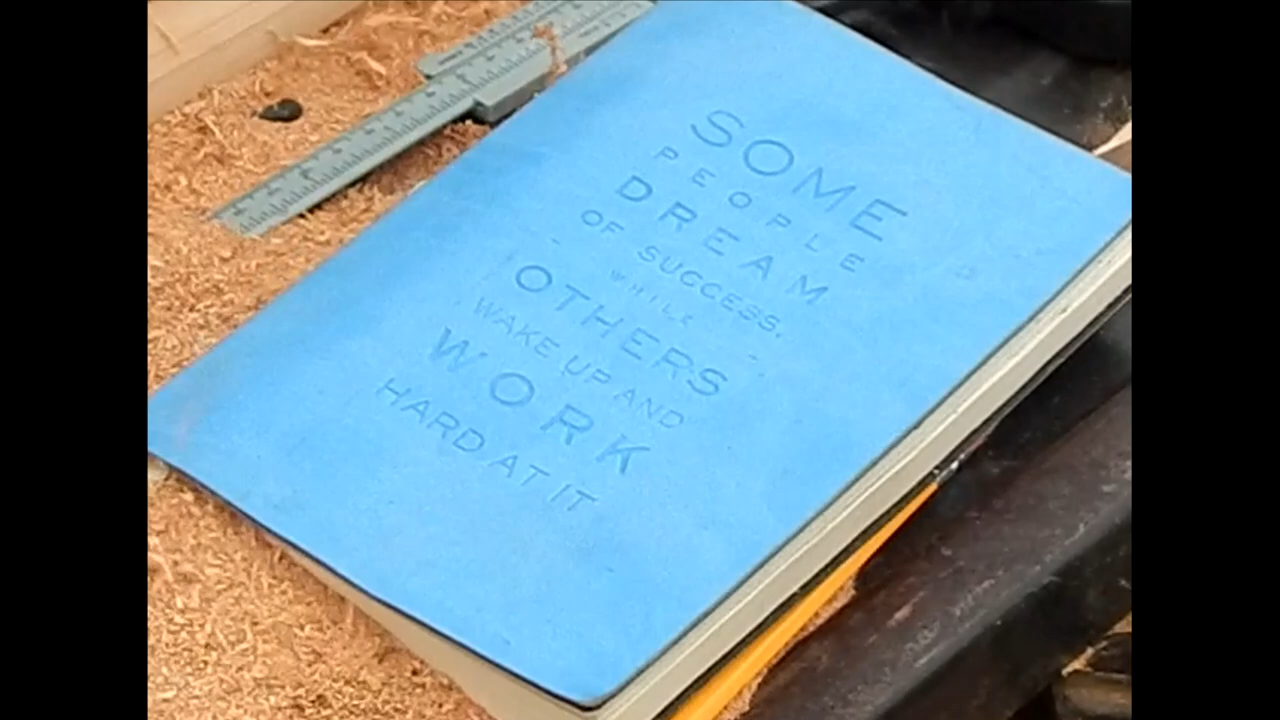 SOME
PEOPLE
DREAM
OF SUCCESS.
WHILE
OTHERS
WAKE UP AND
WORK
HARD AT IT